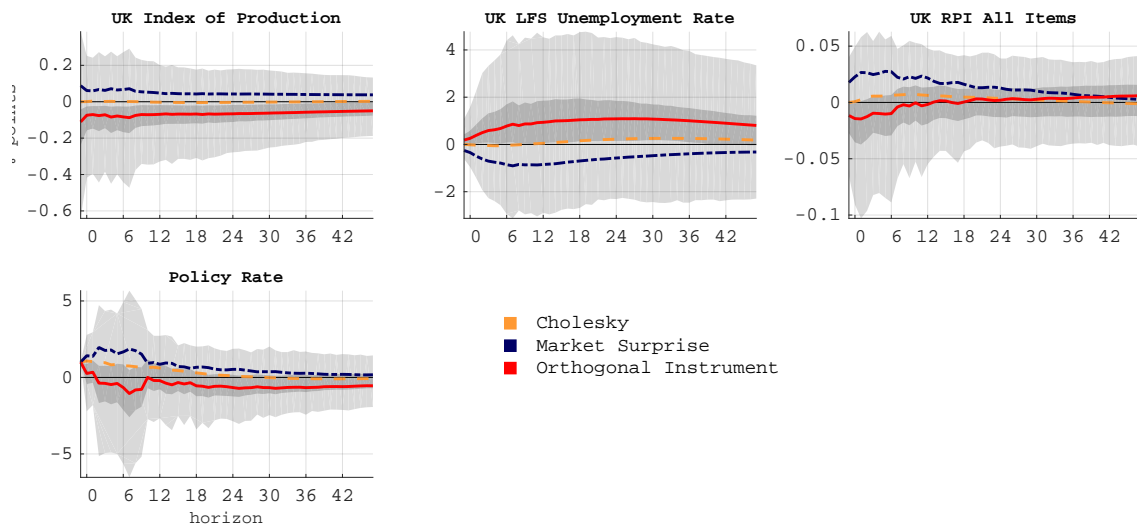 UK Index of Production
UK LFS Unemployment Rate
UK RPI All Items
0.2
0
-0.2
-0.4
-0.6
0 6 12 18 24 30 36 42
4
2
0
-2
0 6 12 18 24 30 36 42
0.05
0
-0.05
-0.1
0 6 12 18 24 30 36 42
points
Policy Rate
5
0
-5
0 6 12 18 24 30 36 42
horizon
Cholesky
Market Surprise
Orthogonal Instrument